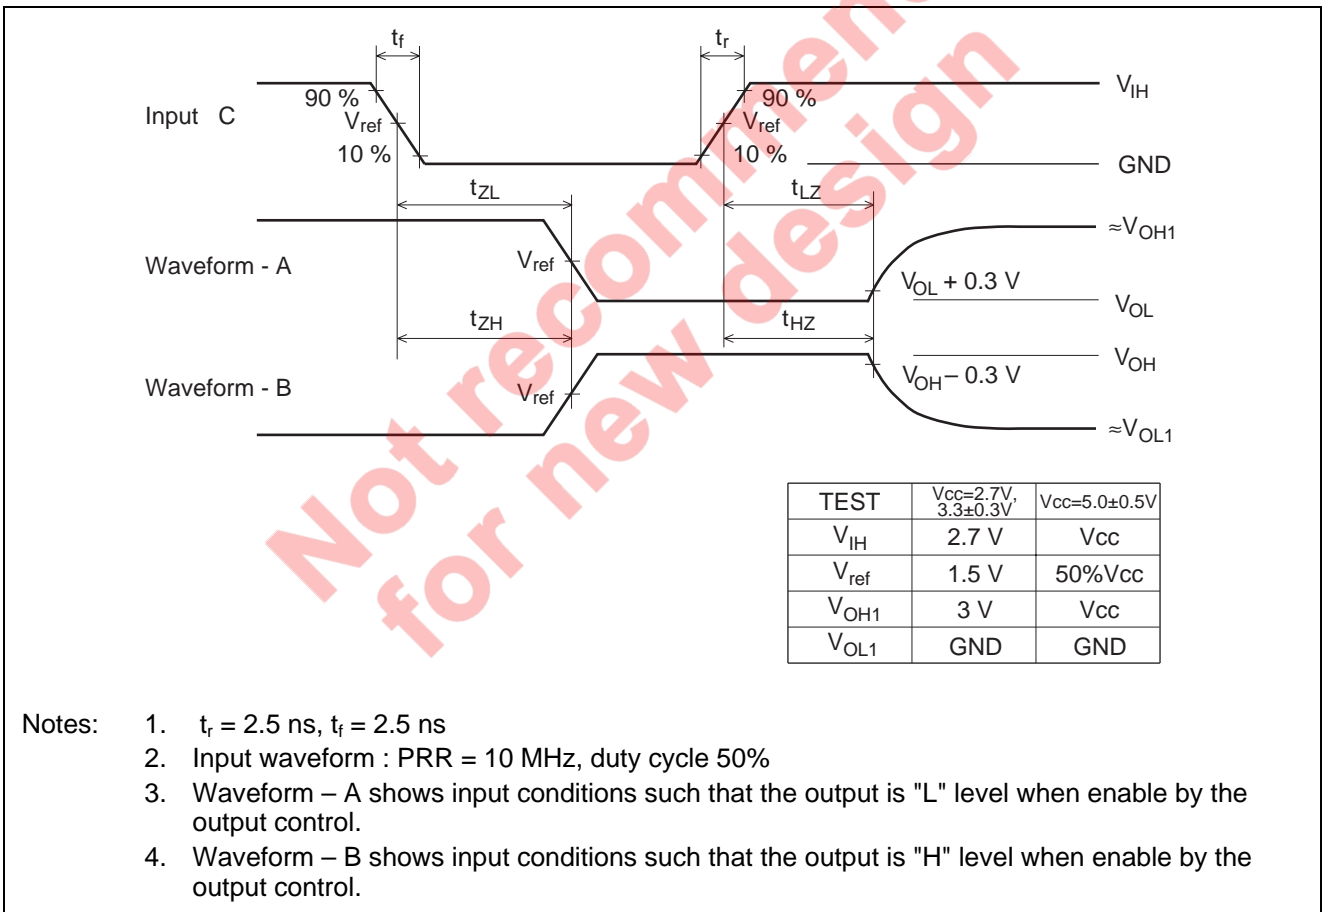 tf
tr
90 %
90 %
VIH
Input C
Vref
Vref
10 %
10 %
GND
tZL
tLZ
≈VOH1
Waveform - A
Vref
VOL + 0.3 V
VOL
tZH
tHZ
VOH
Waveform - B
Vref
VOH – 0.3 V
≈VOL1
Not recommen
for new design
TEST Vcc=2.7V, 3.3±0.3V Vcc=5.0±0.5V
VIH 2.7 V Vcc
Vref 1.5 V 50%Vcc
VOH1 3 V Vcc
VOL1 GND GND
Notes: 1. tr = 2.5 ns, tf = 2.5 ns
2. Input waveform : PRR = 10 MHz, duty cycle 50%
3. Waveform – A shows input conditions such that the output is "L" level when enable by the
output control.
4. Waveform – B shows input conditions such that the output is "H" level when enable by the
output control.